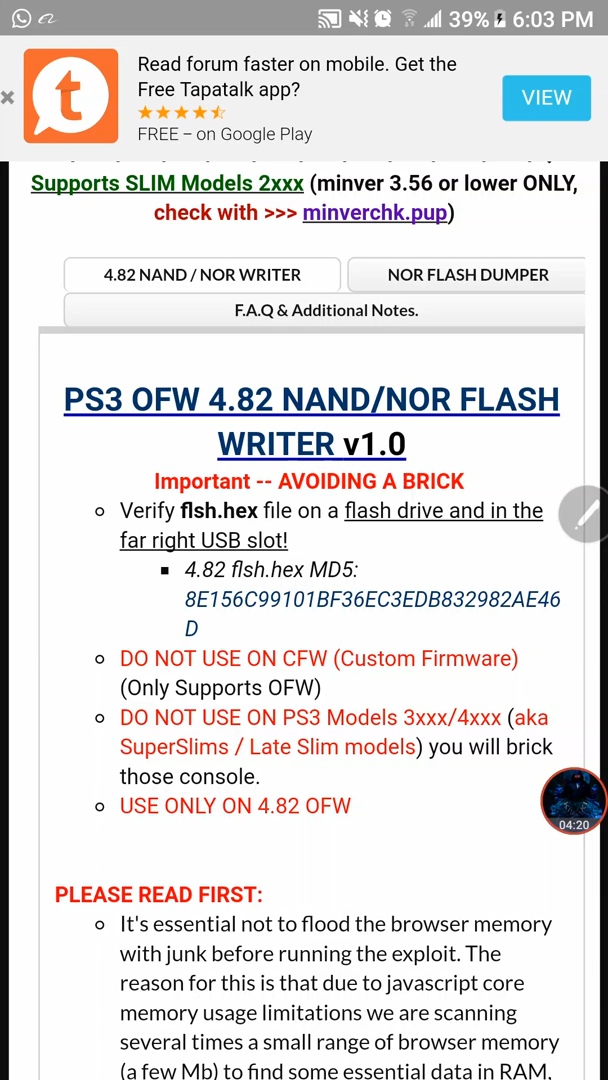 39% 6:03 PM
Read forum faster on mobile. Get the
Free Tapatalk app?
FREE – on Google Play
VIEW
Supports SLIM Models 2xxx (minver 3.56 or lower ONLY,
check with >>> minverchk.pup)
4.82 NAND / NOR WRITER
NOR FLASH DUMPER
F.A.Q & Additional Notes.
PS3 OFW 4.82 NAND/NOR FLASH
WRITER v1.0
Important -- AVOIDING A BRICK
Verify flsh.hex file on a flash drive and in the
far right USB slot!
4.82 flsh.hex MD5:
8E156C99101BF36EC3EDB832982AE46
D
DO NOT USE ON CFW (Custom Firmware)
(Only Supports OFW)
DO NOT USE ON PS3 Models 3xxx/4xxx (aka
SuperSlims / Late Slim models) you will brick
those console.
04:20
USE ONLY ON 4.82 OFW
PLEASE READ FIRST:
It's essential not to flood the browser memory
with junk before running the exploit. The
reason for this is that due to javascript core
memory usage limitations we are scanning
several times a small range of browser memory
(a few Mb) to find some essential data in RAM,